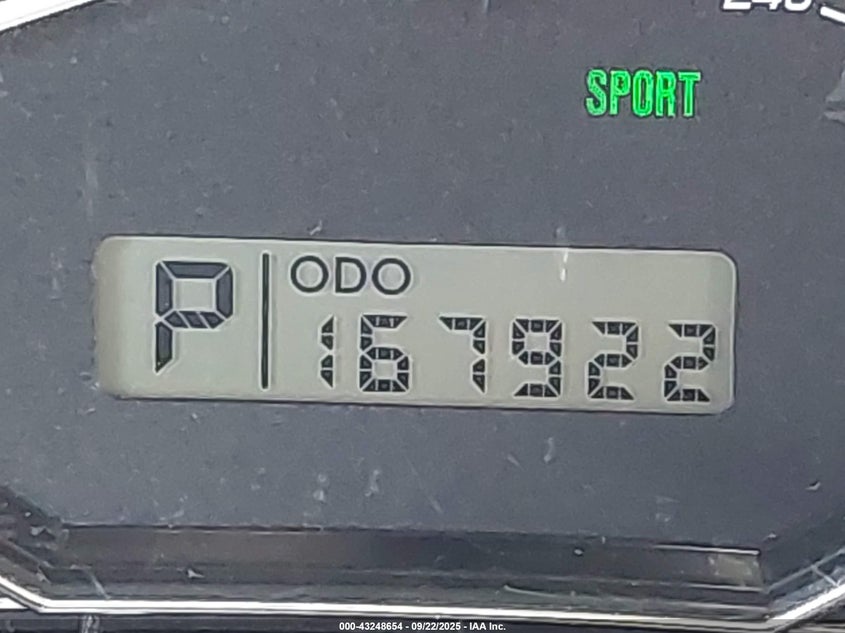 SPORT
ODO
P 167922
000-43248654 - 09/22/2025 - IAA Inc.